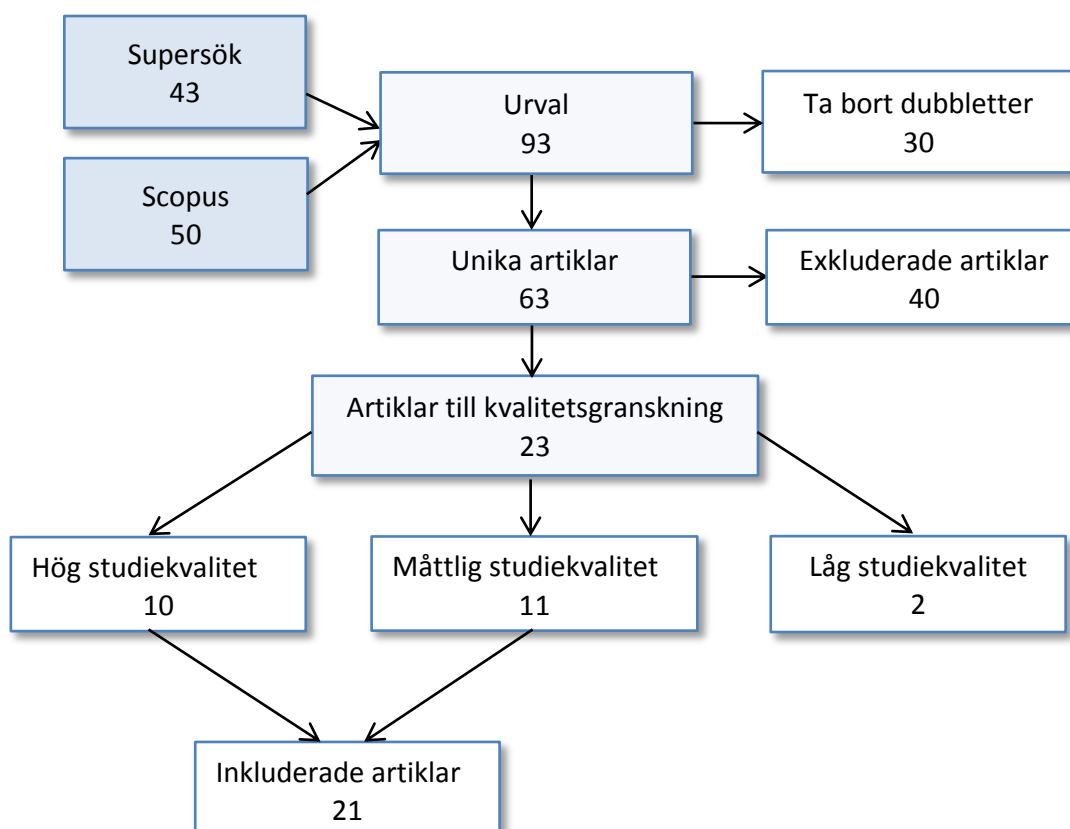 Supersök
43
Scopus
50
Urval
93
Ta bort dubbletter
30
Unika artiklar
63
Exkluderade artiklar
40
Artiklar till kvalitetsgranskning
23
Hög studiekvalitet
10
Måttlig studiekvalitet
11
Låg studiekvalitet
2
Inkluderade artiklar
21